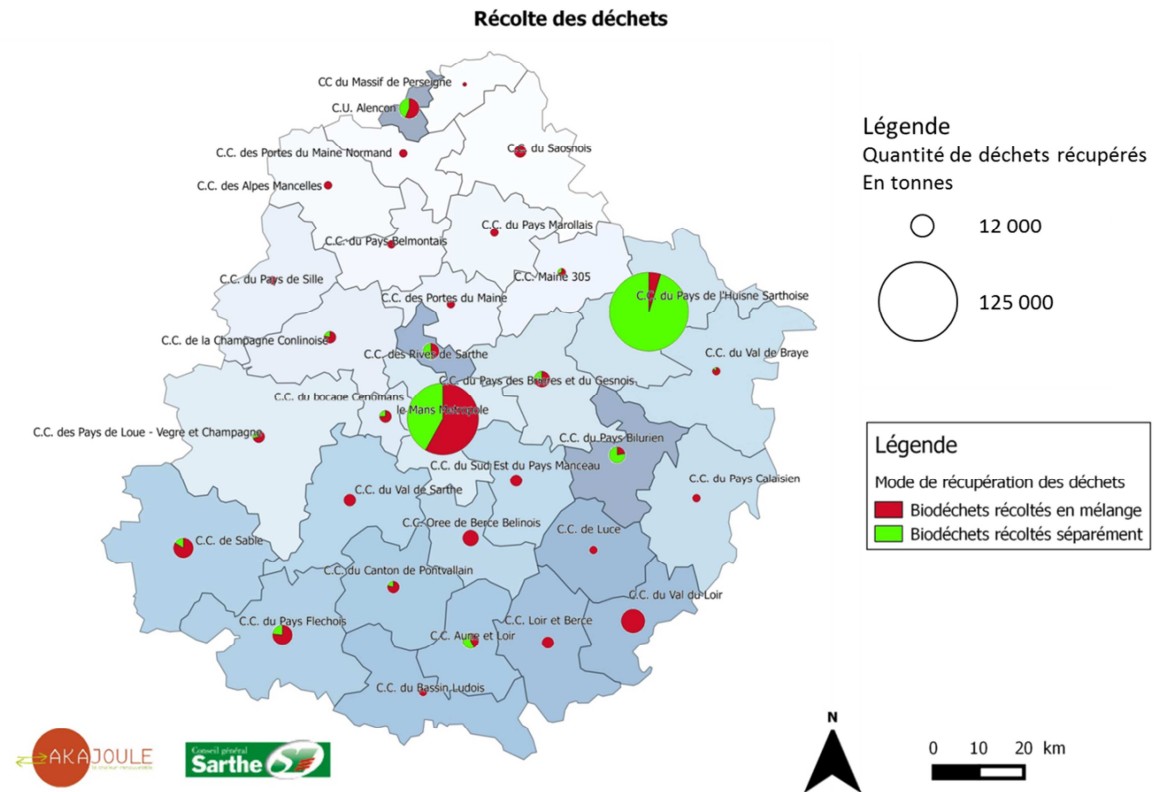 Récolte des déchets
CC du Massif de Perseigne
C.U. Alençon
C.C. des Portes du Maine Normand
C.C. du Saosnois
C.C. des Alpes Mancelles
C.C. du Pays Marollais
C.C. du Pays Belmontais
C.C. Maine 305
C.C. du Pays de Sille
C.C. des Portes du Maine
C.C. du Pays de l'Huisne Sarthoise
C.C. de la Champagne Conlinoise
C.C. des Rives de Sarthe
C.C. du Val de Braye
C.C. du Pays des Brieres et du Gesnois
C.C. du bocage Cenomans
le Mans Metropole
C.C. des Pays de Loue - Vegre et Champagne
C.C. du Pays Bilurien
C.C. du Sud Est du Pays Manceau
C.C. du Pays Calaisien
C.C. du Val de Sarthe
C.C. Oree de Berce Belinois
C.C. de Luce
C.C. de Sable
C.C. du Canton de Pontvallain
C.C. du Val du Loir
C.C. du Pays Flechois
C.C. Loir et Berce
C.C. Aune et Loir
C.C. du Bassin Ludois
Légende
Quantité de déchets récupérés
En tonnes
12 000
125 000
Légende
Mode de récupération des déchets
Biodéchets récoltés en mélange
Biodéchets récoltés séparément
AKAJOULE
Conseil général
Sarthe
N
0 10 20 km